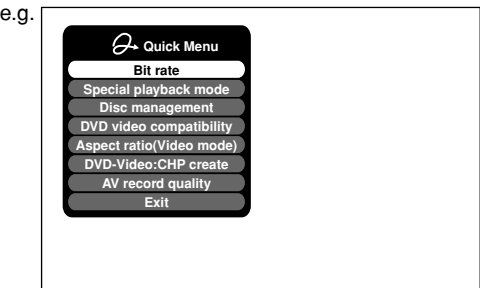 e.g.
Quick Menu
Bit rate
Special playback mode
Disc management
DVD video compatibility
Aspect ratio(Video mode)
DVD-Video:CHP create
AV record quality
Exit